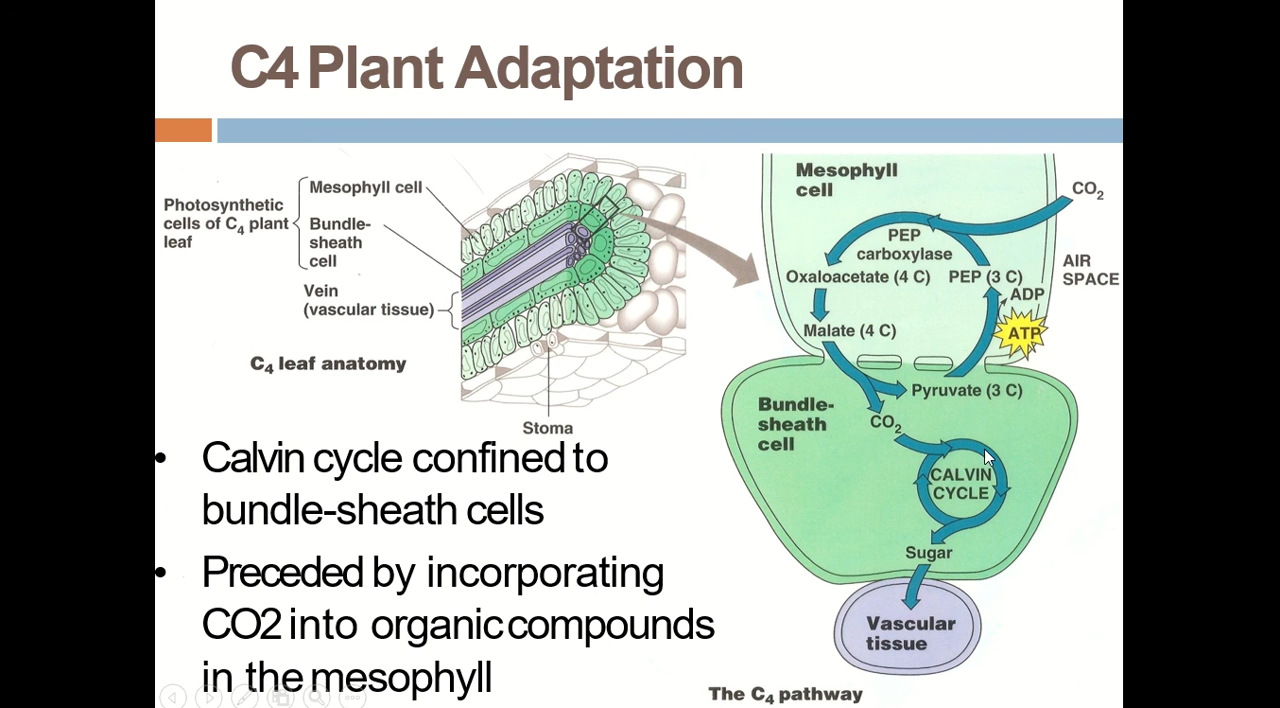 C4 Plant Adaptation
Photosynthetic
cells of C4 plant
leaf
Mesophyll cell
Bundle-
sheath
cell
Vein
(vascular tissue)
C4 leaf anatomy
Stoma
• Calvin cycle confined to
bundle-sheath cells
• Preceded by incorporating
CO2 into organic compounds
in the mesophyll
Mesophyll
cell
CO2
PEP
carboxylase
Oxaloacetate (4 C)
PEP (3 C)
AIR
SPACE
ADP
ATP
Malate (4 C)
Pyruvate (3 C)
Bundle-
sheath
cell
CO2
CALVIN
CYCLE
Sugar
Vascular
tissue
The C4 pathway